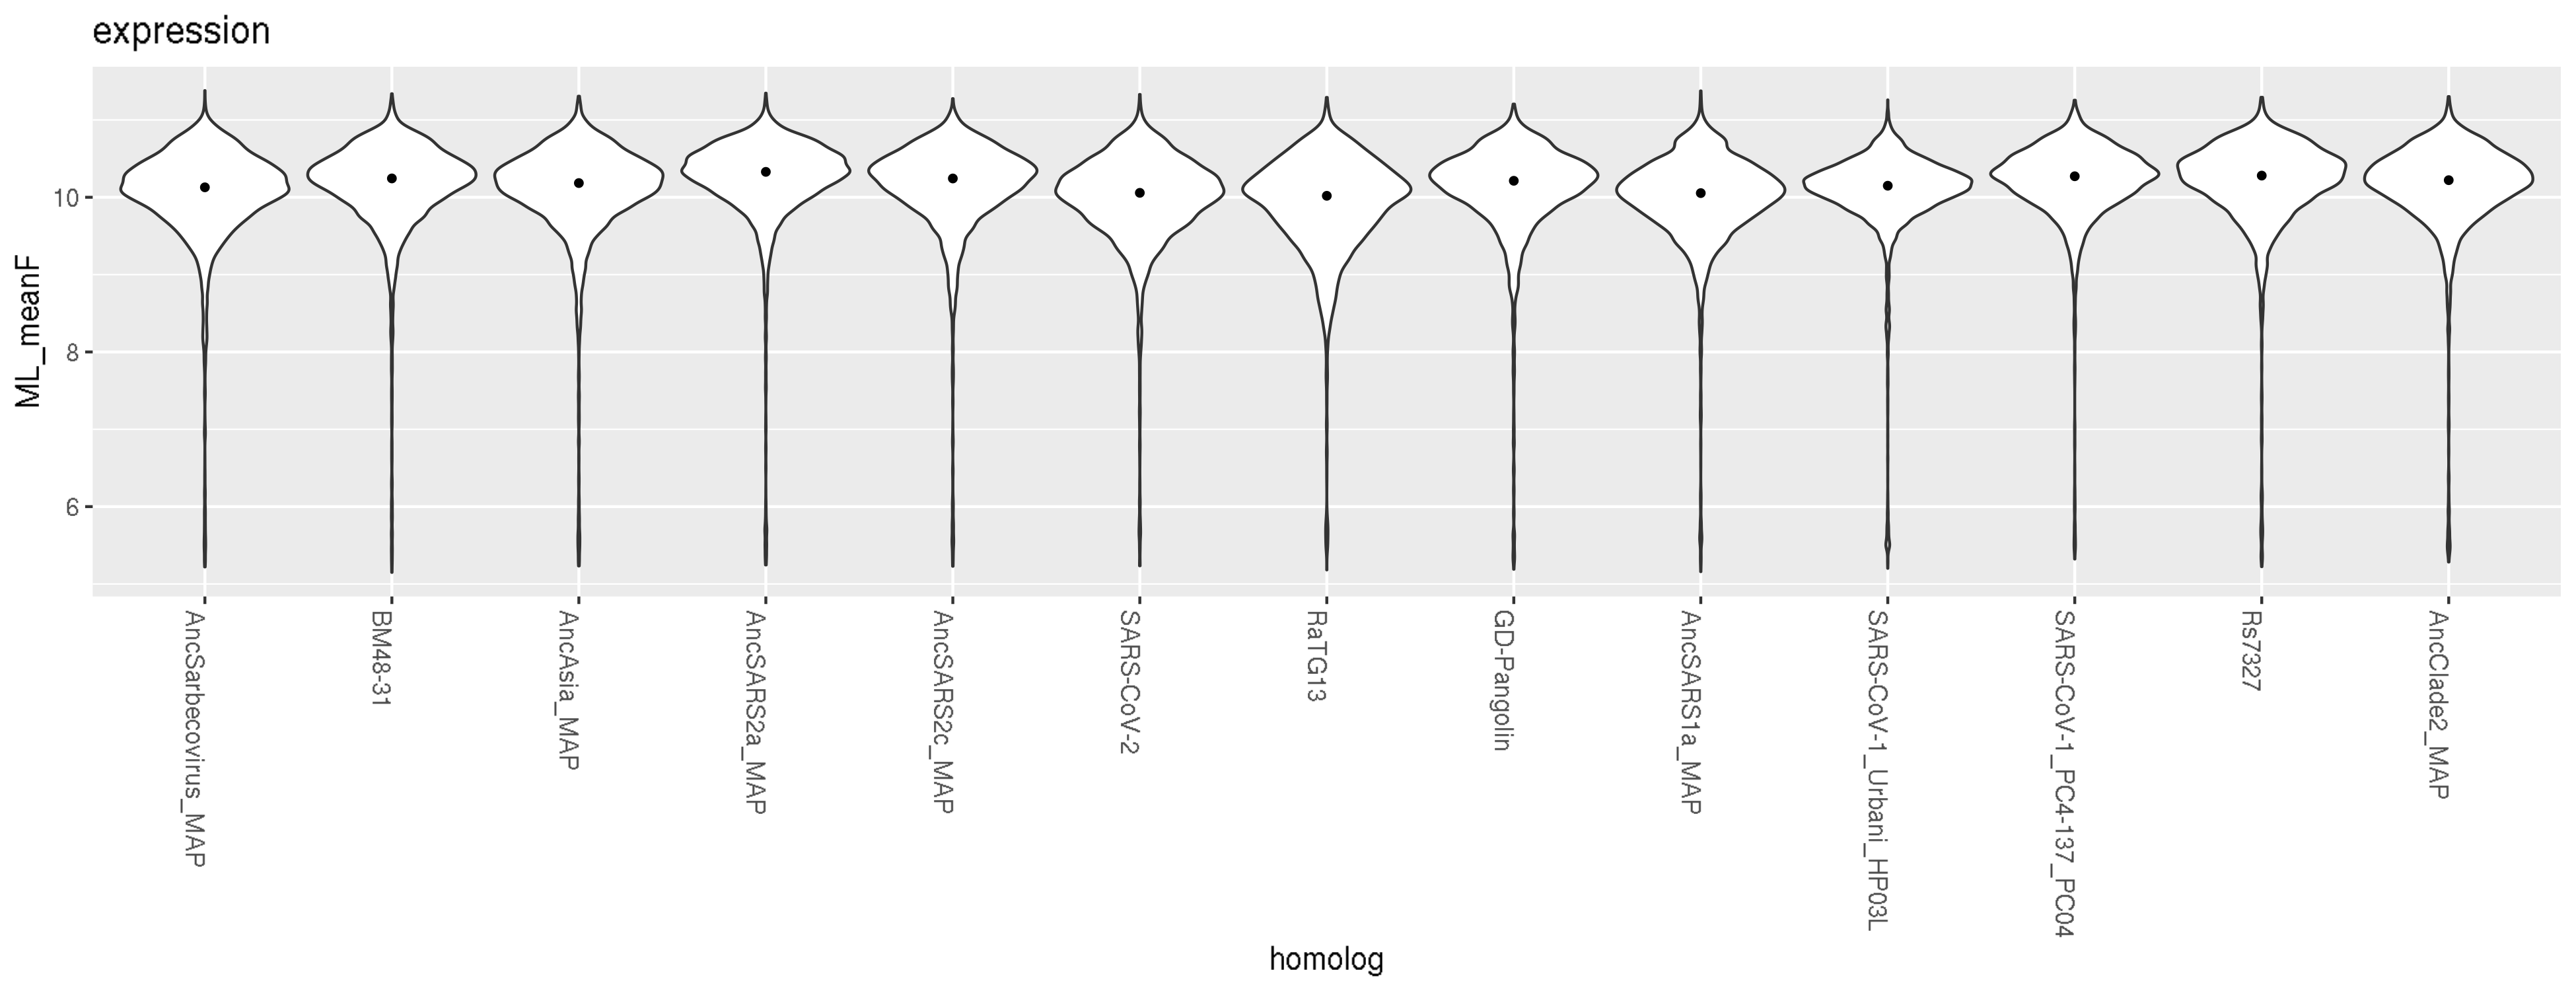 expression
ML_meanF
10
8
6
AncSarbecovirus_MAP
BM48-31
AncAsia_MAP
AncSARS2a_MAP
AncSARS2c_MAP
SARS-CoV-2
RaTG13
GD-Pangolin
AncSARS1a_MAP
SARS-CoV-1_Urbani_HP03L
SARS-CoV-1_PC4-137_PC04
Rs7327
AncClade2_MAP
homolog